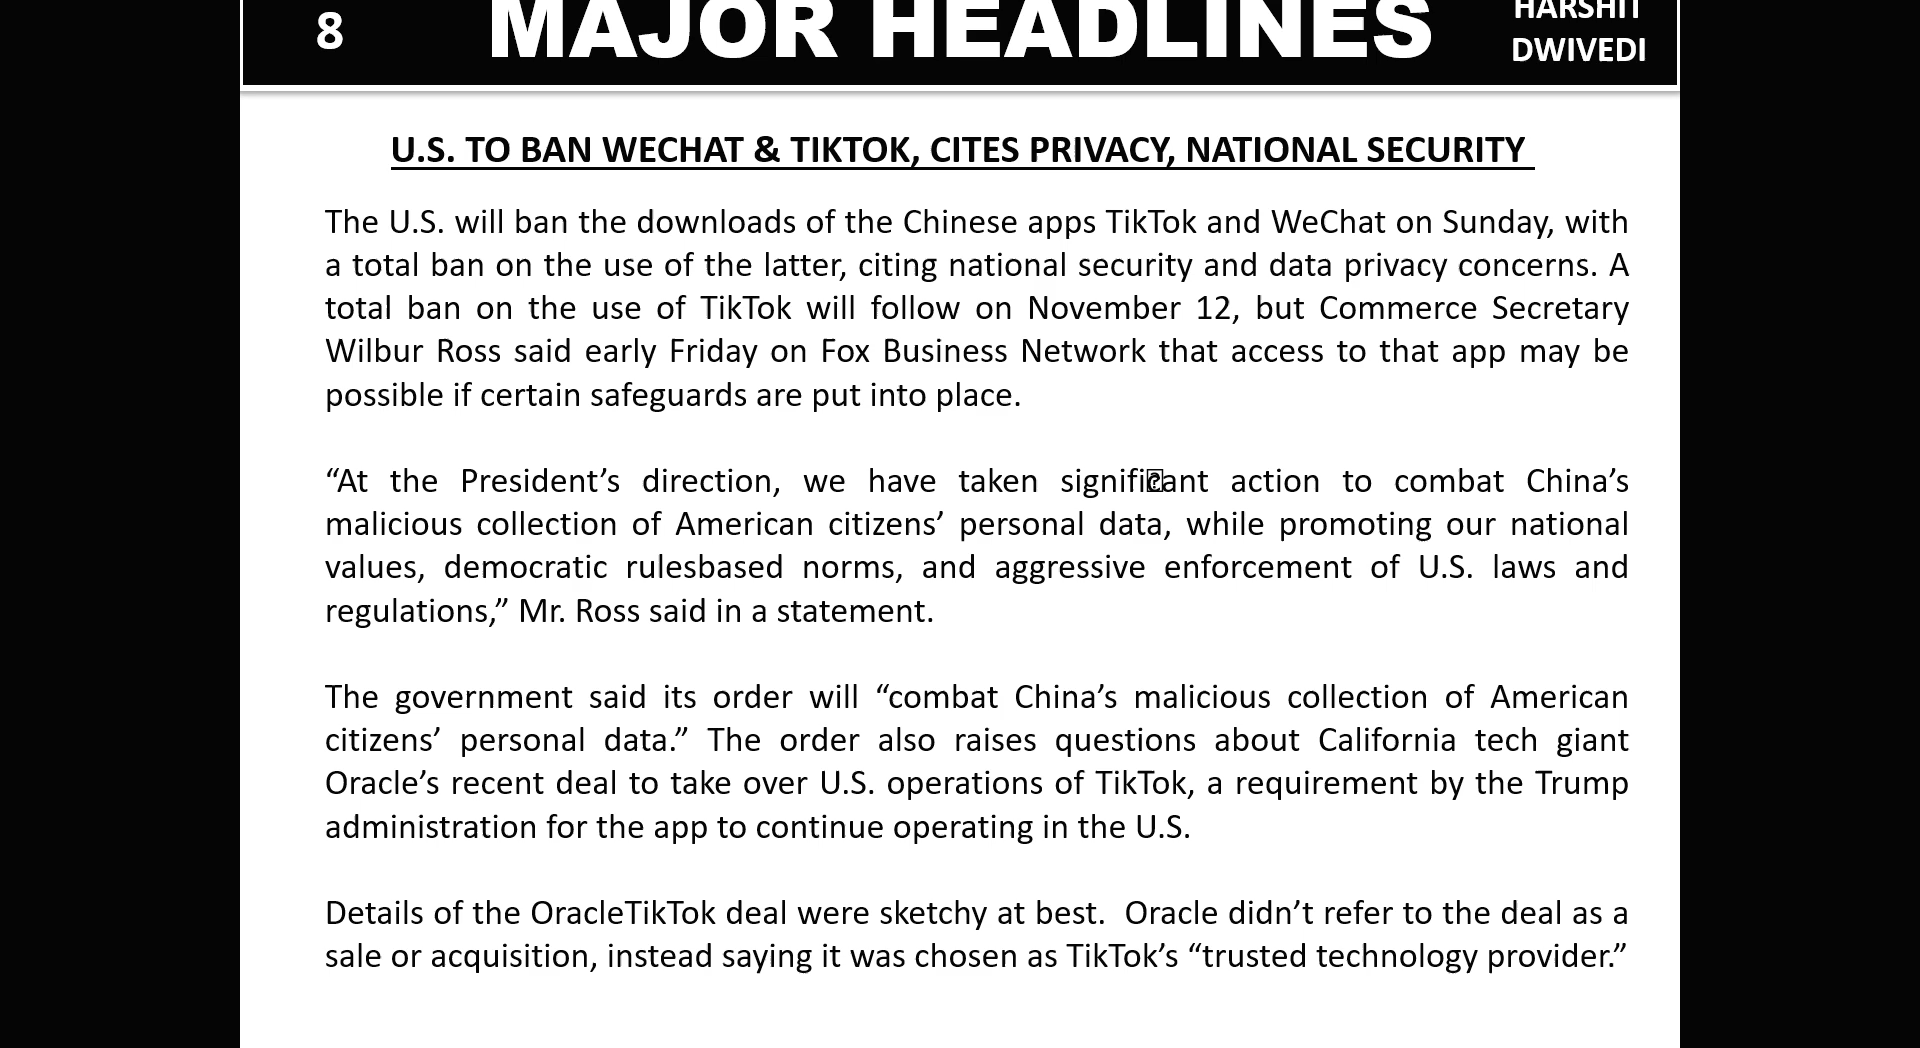 8
MAJOR HEADLINES
HARSHIT
DWIVEDI
U.S. TO BAN WECHAT & TIKTOK, CITES PRIVACY, NATIONAL SECURITY
The U.S. will ban the downloads of the Chinese apps TikTok and WeChat on Sunday, with
a total ban on the use of the latter, citing national security and data privacy concerns. A
total ban on the use of TikTok will follow on November 12, but Commerce Secretary
Wilbur Ross said early Friday on Fox Business Network that access to that app may be
possible if certain safeguards are put into place.
“At the President’s direction, we have taken significant action to combat China’s
malicious collection of American citizens’ personal data, while promoting our national
values, democratic rulesbased norms, and aggressive enforcement of U.S. laws and
regulations,” Mr. Ross said in a statement.
The government said its order will “combat China’s malicious collection of American
citizens’ personal data.” The order also raises questions about California tech giant
Oracle’s recent deal to take over U.S. operations of TikTok, a requirement by the Trump
administration for the app to continue operating in the U.S.
Details of the OracleTikTok deal were sketchy at best.  Oracle didn’t refer to the deal as a
sale or acquisition, instead saying it was chosen as TikTok’s “trusted technology provider.”